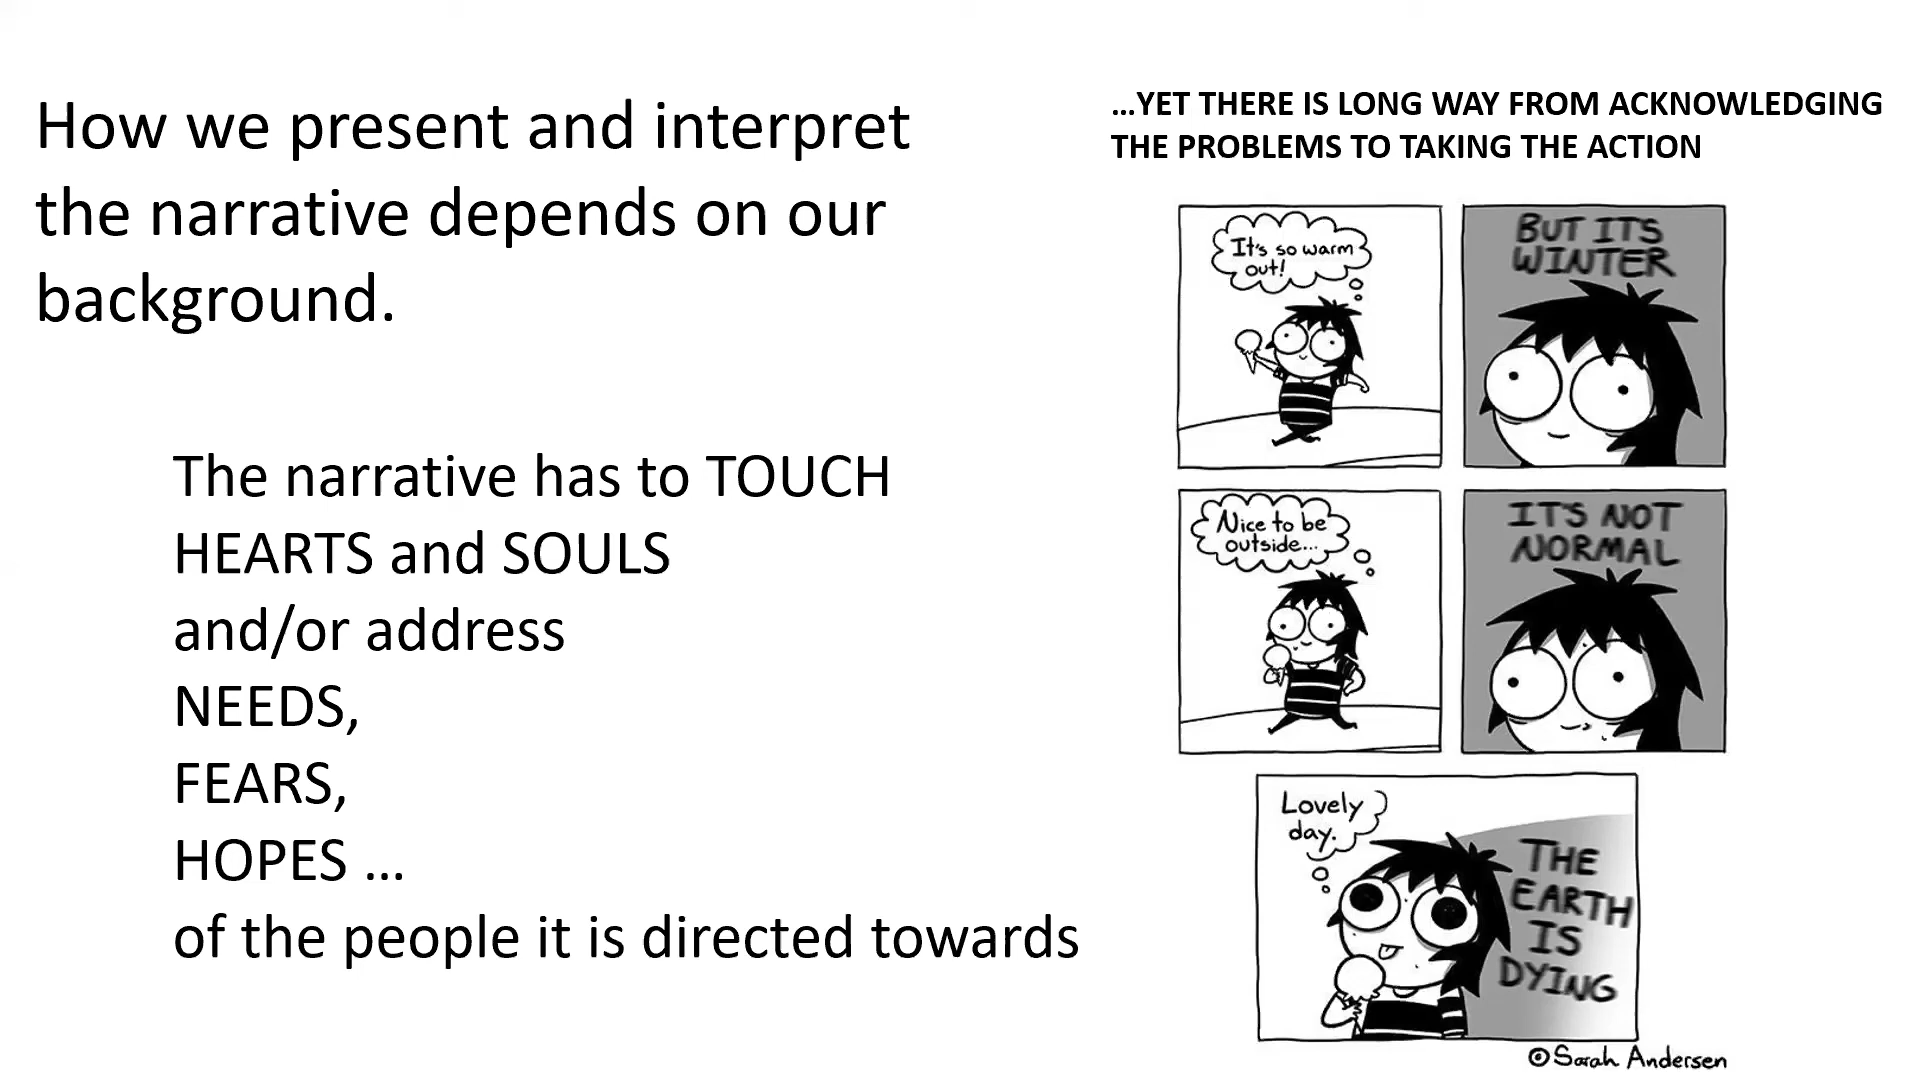 How we present and interpret
the narrative depends on our
background.
The narrative has to TOUCH
HEARTS and SOULS
and/or address
NEEDS,
FEARS,
HOPES ...
of the people it is directed towards
...YET THERE IS LONG WAY FROM ACKNOWLEDGING
THE PROBLEMS TO TAKING THE ACTION
It's so warm
out!
BUT IT'S
WINTER
Nice to be
outside...
IT'S NOT
NORMAL
Lovely
day.
THE
EARTH
IS
DYING
©Sarah Andersen